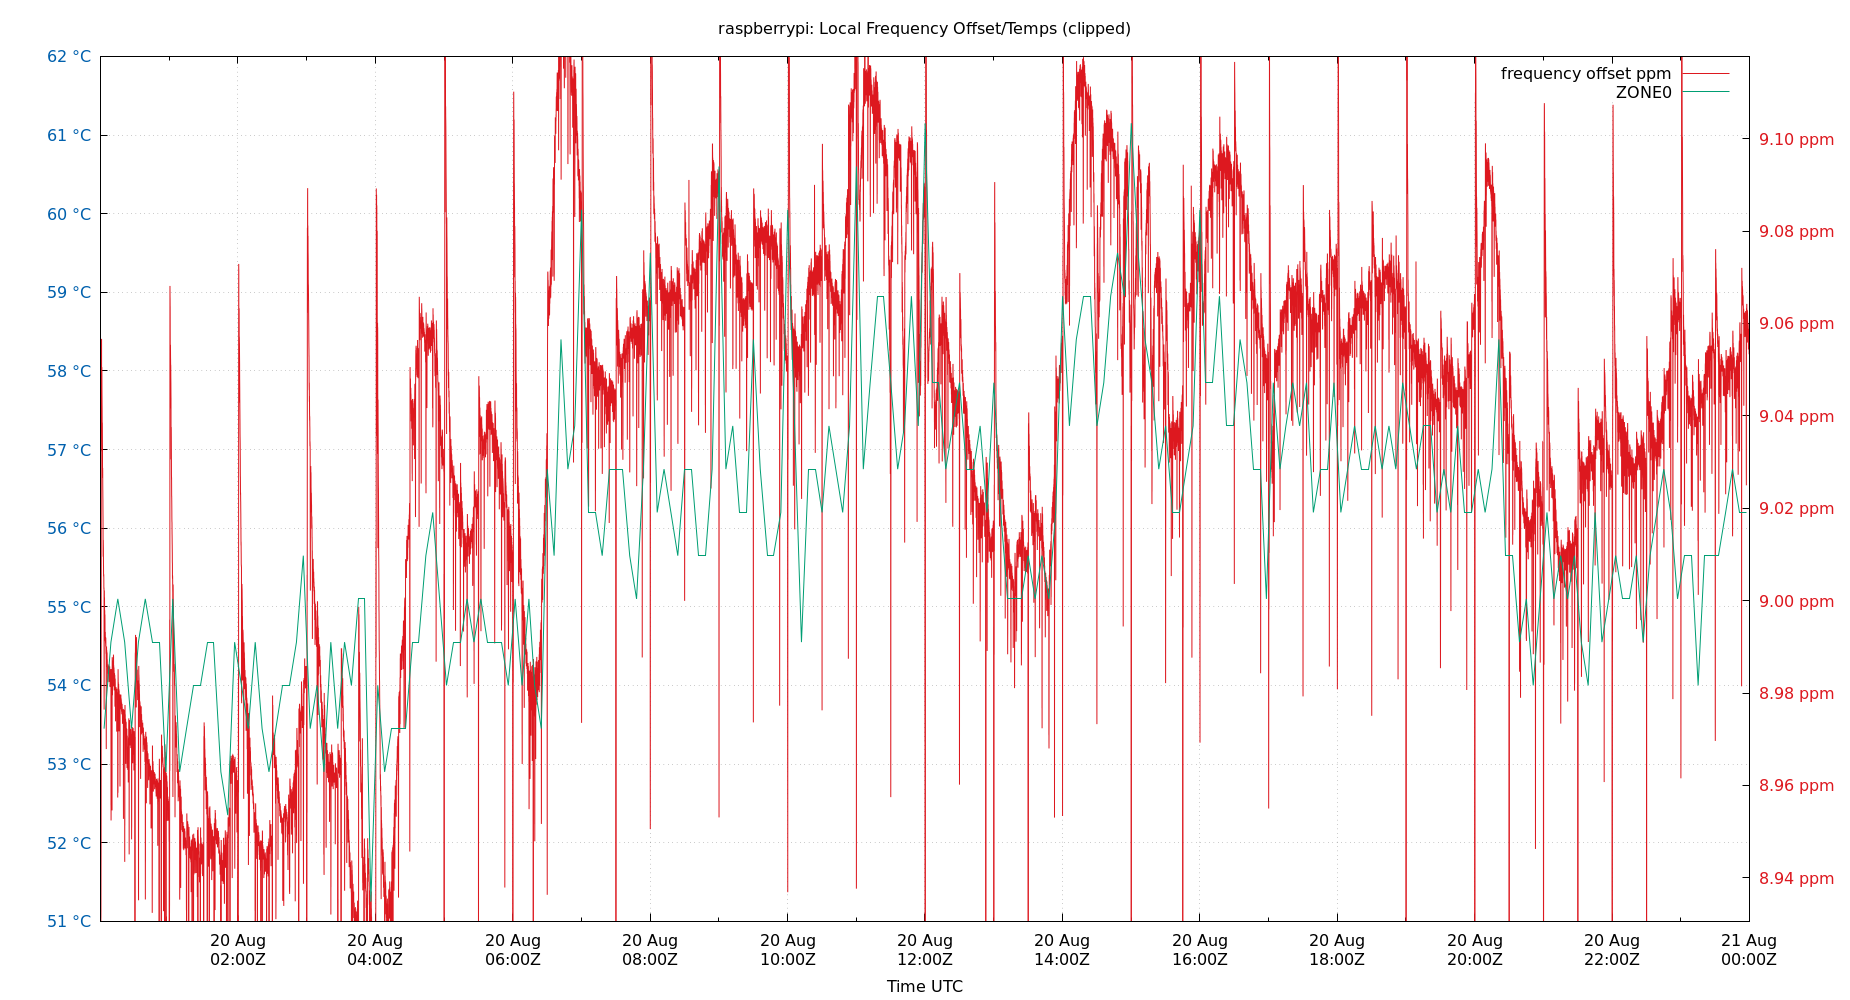 raspberrypi: Local Frequency Offset/Temps (clipped)
62 °C
61 °C
60 °C
59 °C
58 °C
57 °C
56 °C
55 °C
54 °C
53 °C
52 °C
51 °C
frequency offset ppm
ZONE0
9.10 ppm
9.08 ppm
9.06 ppm
9.04 ppm
9.02 ppm
9.00 ppm
8.98 ppm
8.96 ppm
8.94 ppm
20 Aug 20 Aug 20 Aug 20 Aug 20 Aug 20 Aug 20 Aug 20 Aug 20 Aug 20 Aug 20 Aug 21 Aug
02:00Z 04:00Z 06:00Z 08:00Z 10:00Z 12:00Z 14:00Z 16:00Z 18:00Z 20:00Z 22:00Z 00:00Z
Time UTC